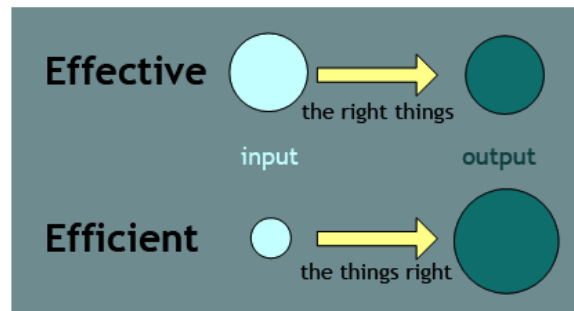 Effective
the right things
input
output
Efficient
the things right